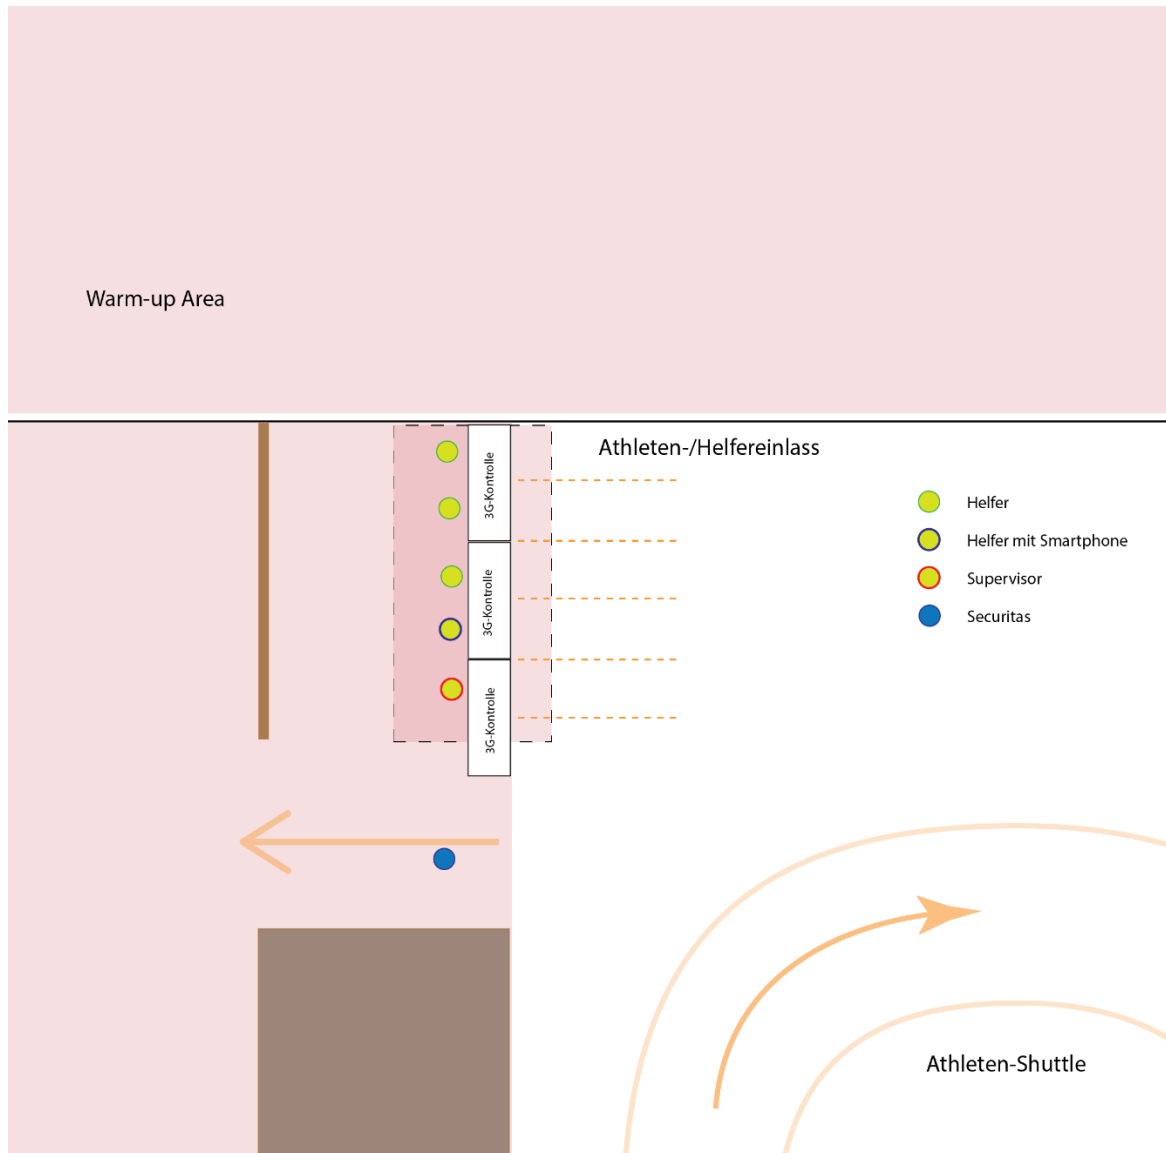 Warm-up Area
Athleten-/Helfereinlass
3G-Kontrolle
3G-Kontrolle
3G-Kontrolle
Helfer
Helfer mit Smartphone
Supervisor
Securitas
Athleten-Shuttle